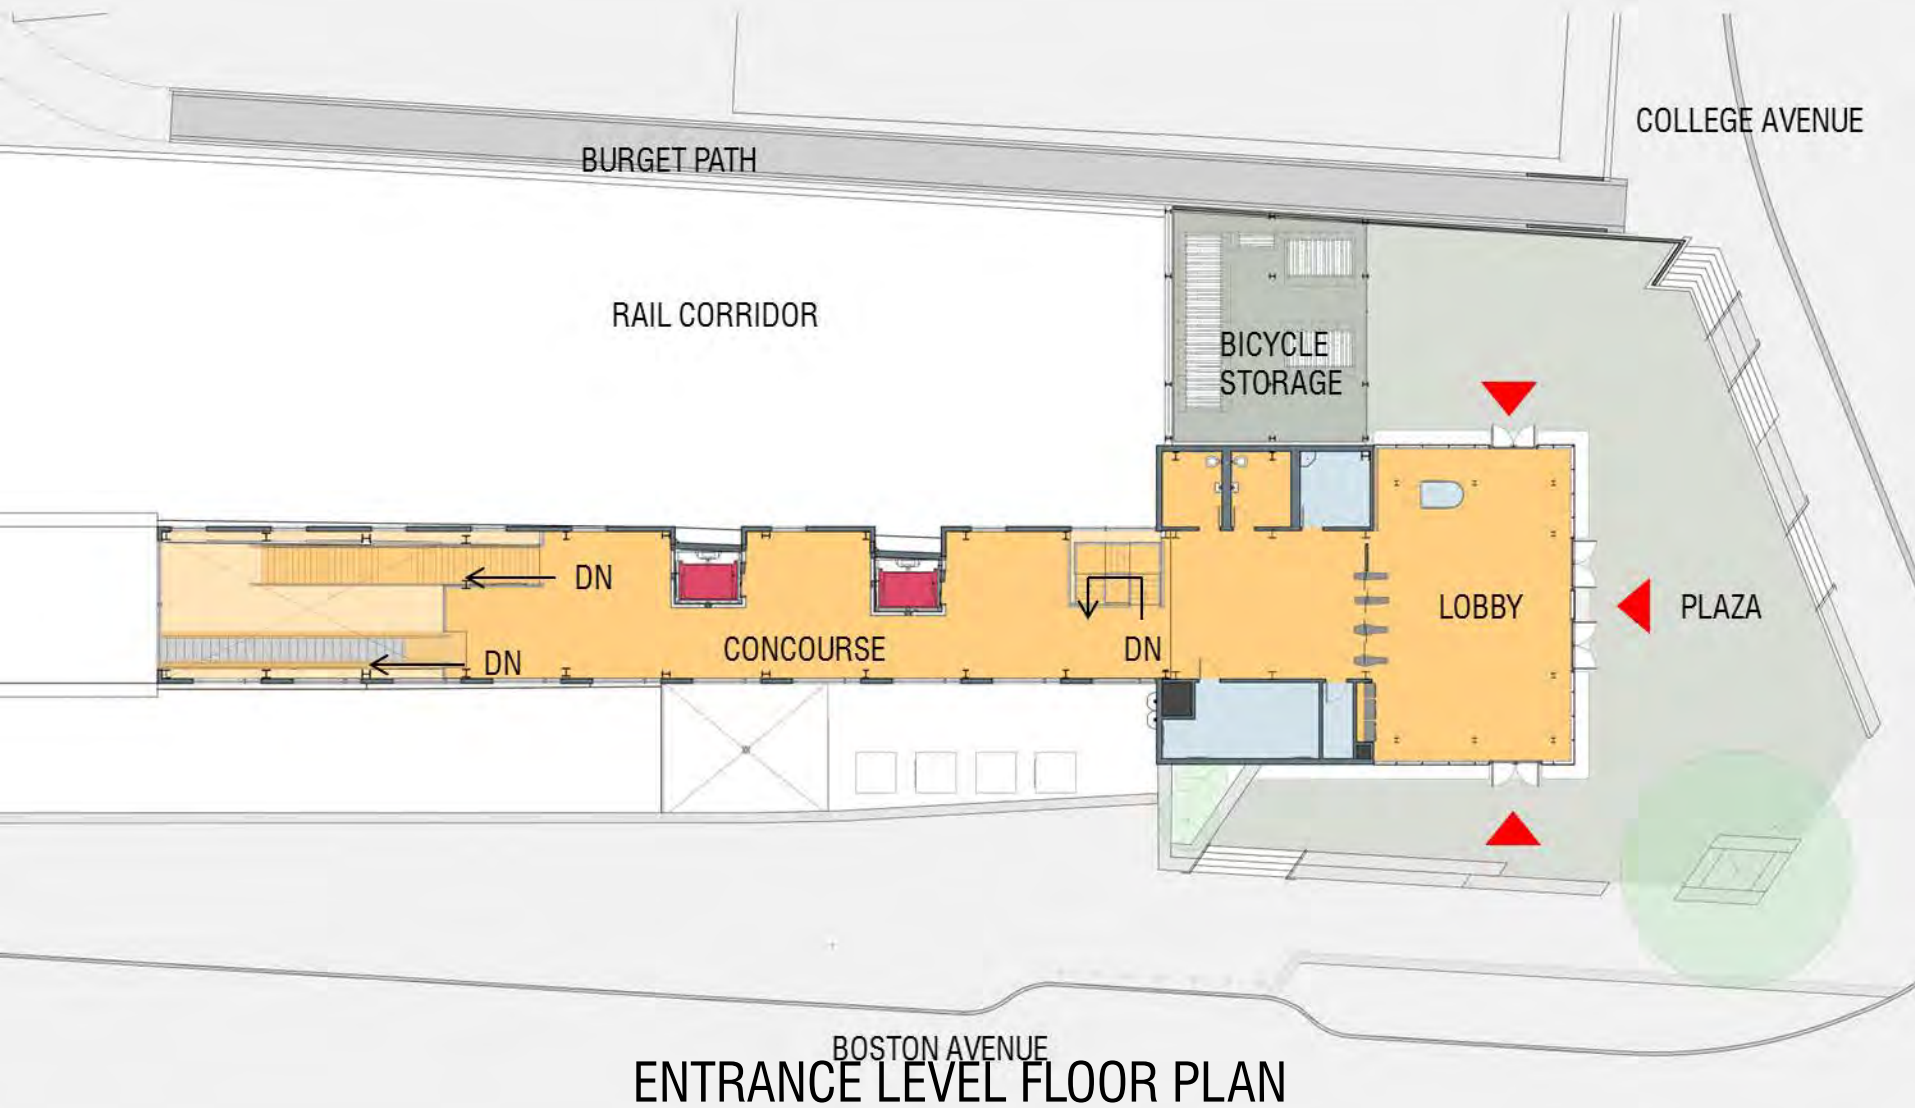 COLLEGE AVENUE
BURGET PATH
RAIL CORRIDOR
BICYCLE
STORAGE
DN
LOBBY
PLAZA
CONCOURSE
DN
DN
BOSTON AVENUE
ENTRANCE LEVEL FLOOR PLAN